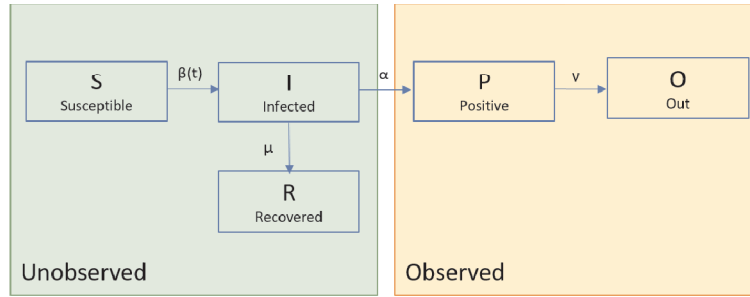 S
Susceptible
β(t)
I
Infected
α
P
Positive
ν
O
Out
μ
R
Recovered
Unobserved
Observed